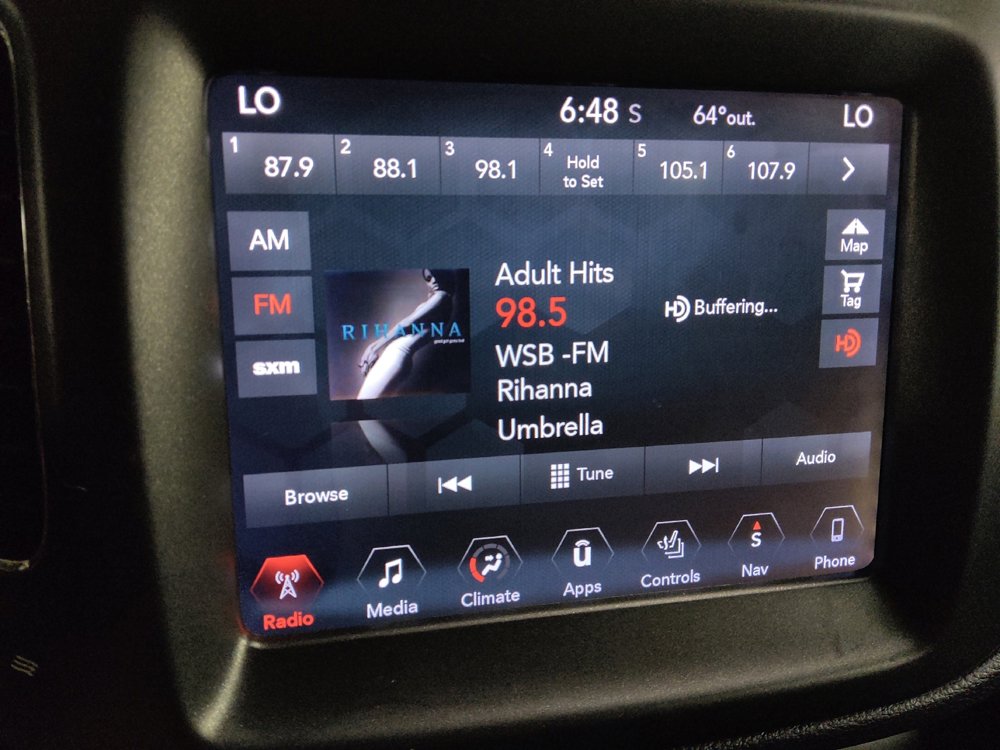 LO 6:48 S 64°out. LO
1 87.9 2 88.1 3 98.1 4 Hold to Set 5 105.1 6 107.9
AM
FM
sxm
RIHANNA
Adult Hits
98.5
WSB -FM
Rihanna
Umbrella
HD Buffering...
Map
Tag
HD
Browse Tune Audio
Radio Media Climate Apps Controls Nav Phone
ū
S